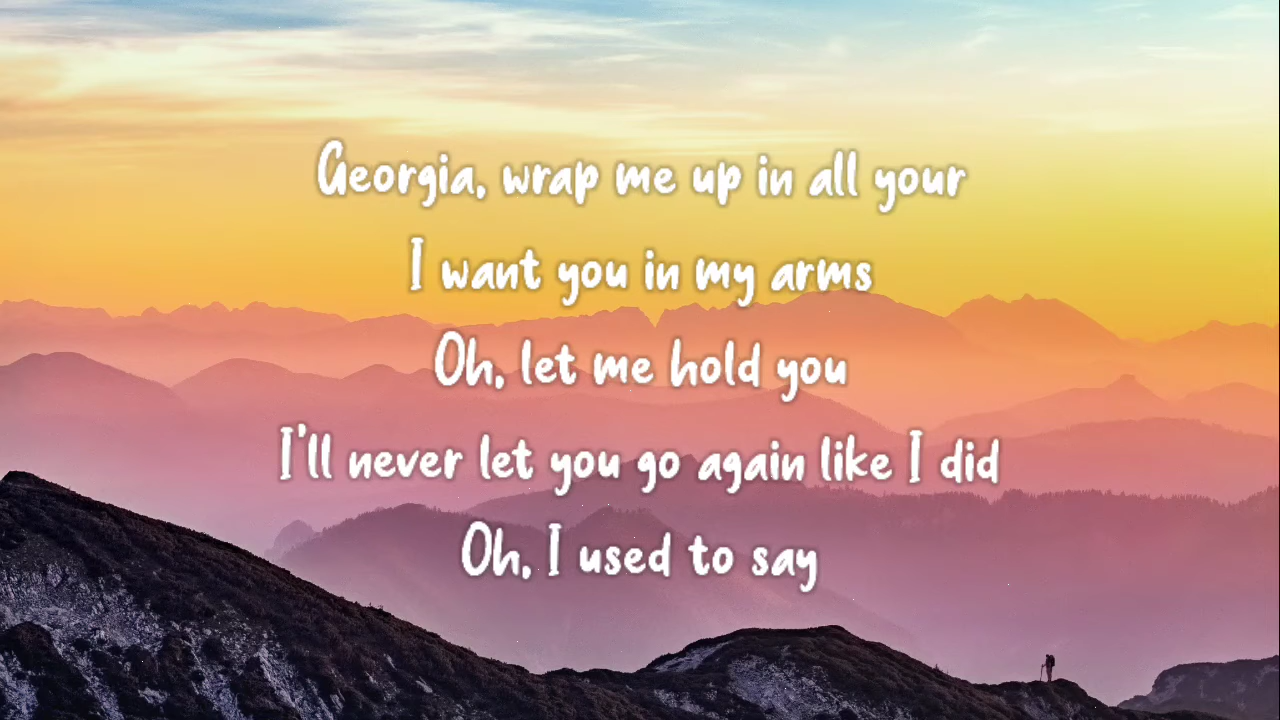 Georgia, wrap me up in all your
I want you in my arms
Oh, let me hold you
I'll never let you go again like I did
Oh, I used to say